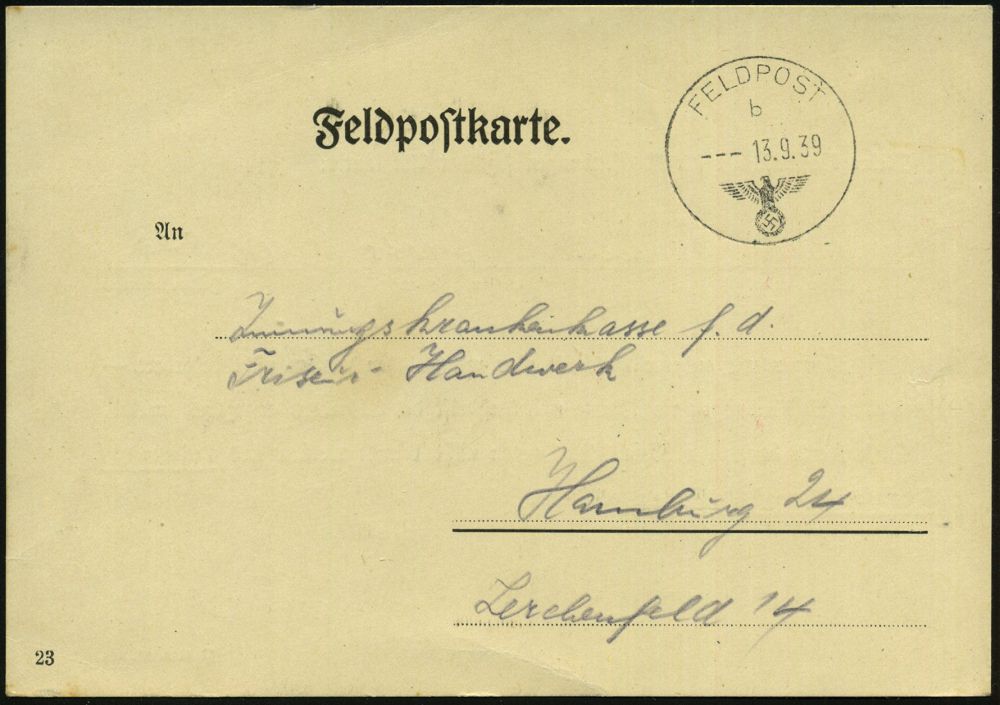 Feldpostkarte.
FELDPOST
b
--- 13.9.39
An
Innungskrankenkasse f. d.
Friseur- Handwerk
Hamburg 24
Lerchenfeld 14
23